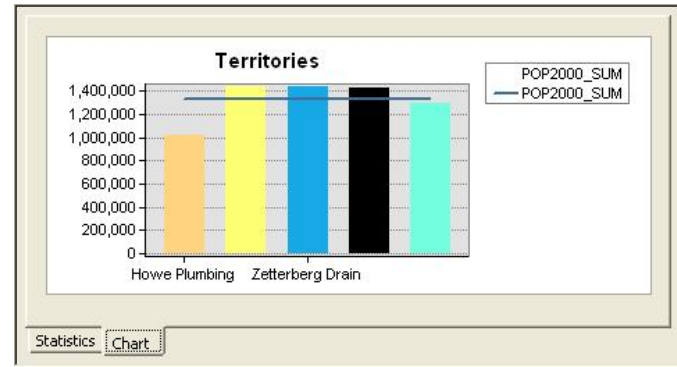 Territories
POP2000_SUM
POP2000_SUM
1,400,000
1,200,000
1,000,000
800,000
600,000
400,000
200,000
0
Howe Plumbing Zetterberg Drain
Statistics Chart